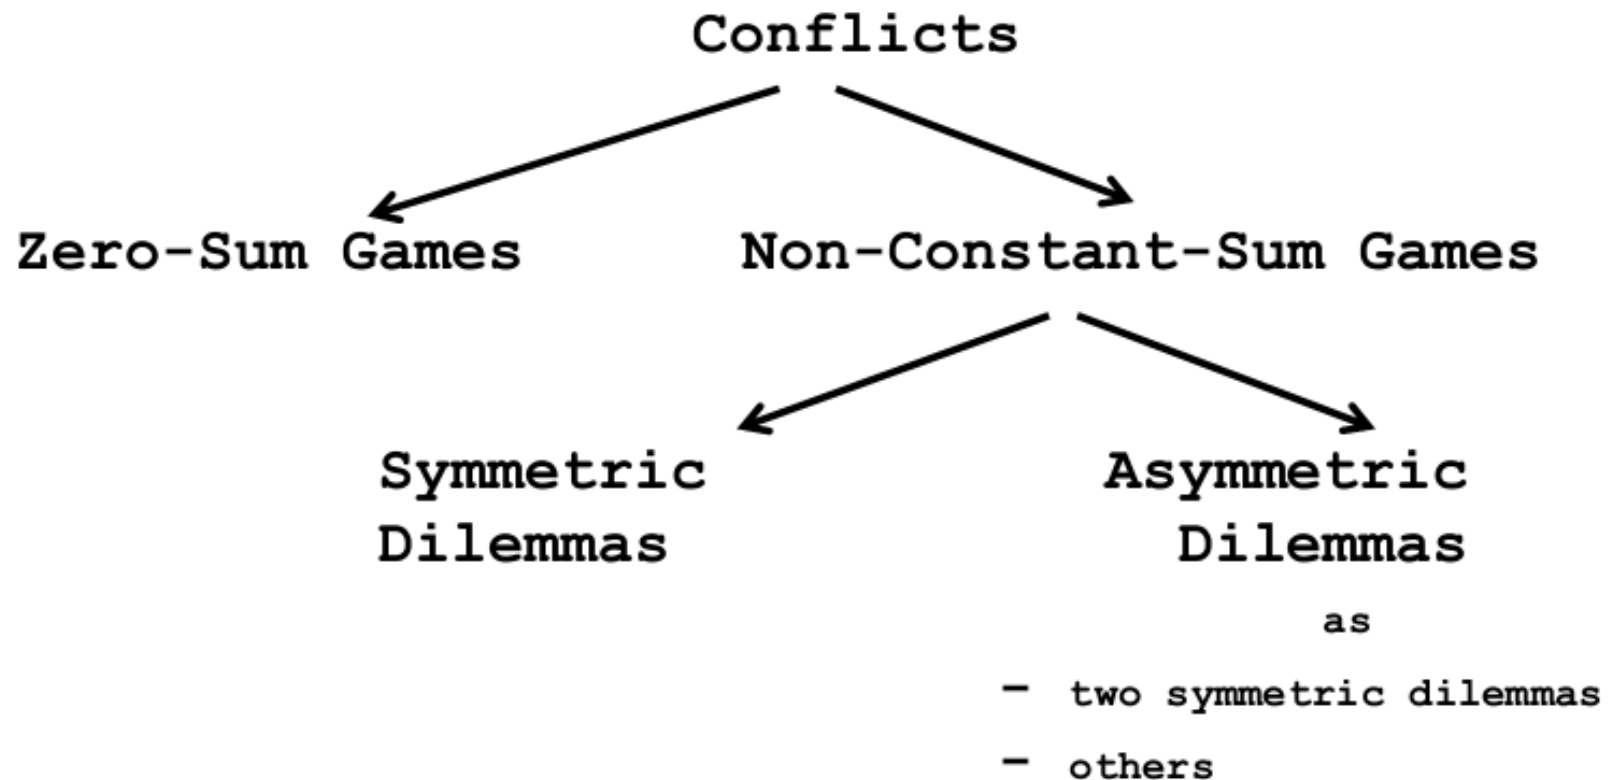 Conflicts
Zero-Sum Games
Non-Constant-Sum Games
Symmetric
Dilemmas
Asymmetric
Dilemmas
as
- two symmetric dilemmas
- others